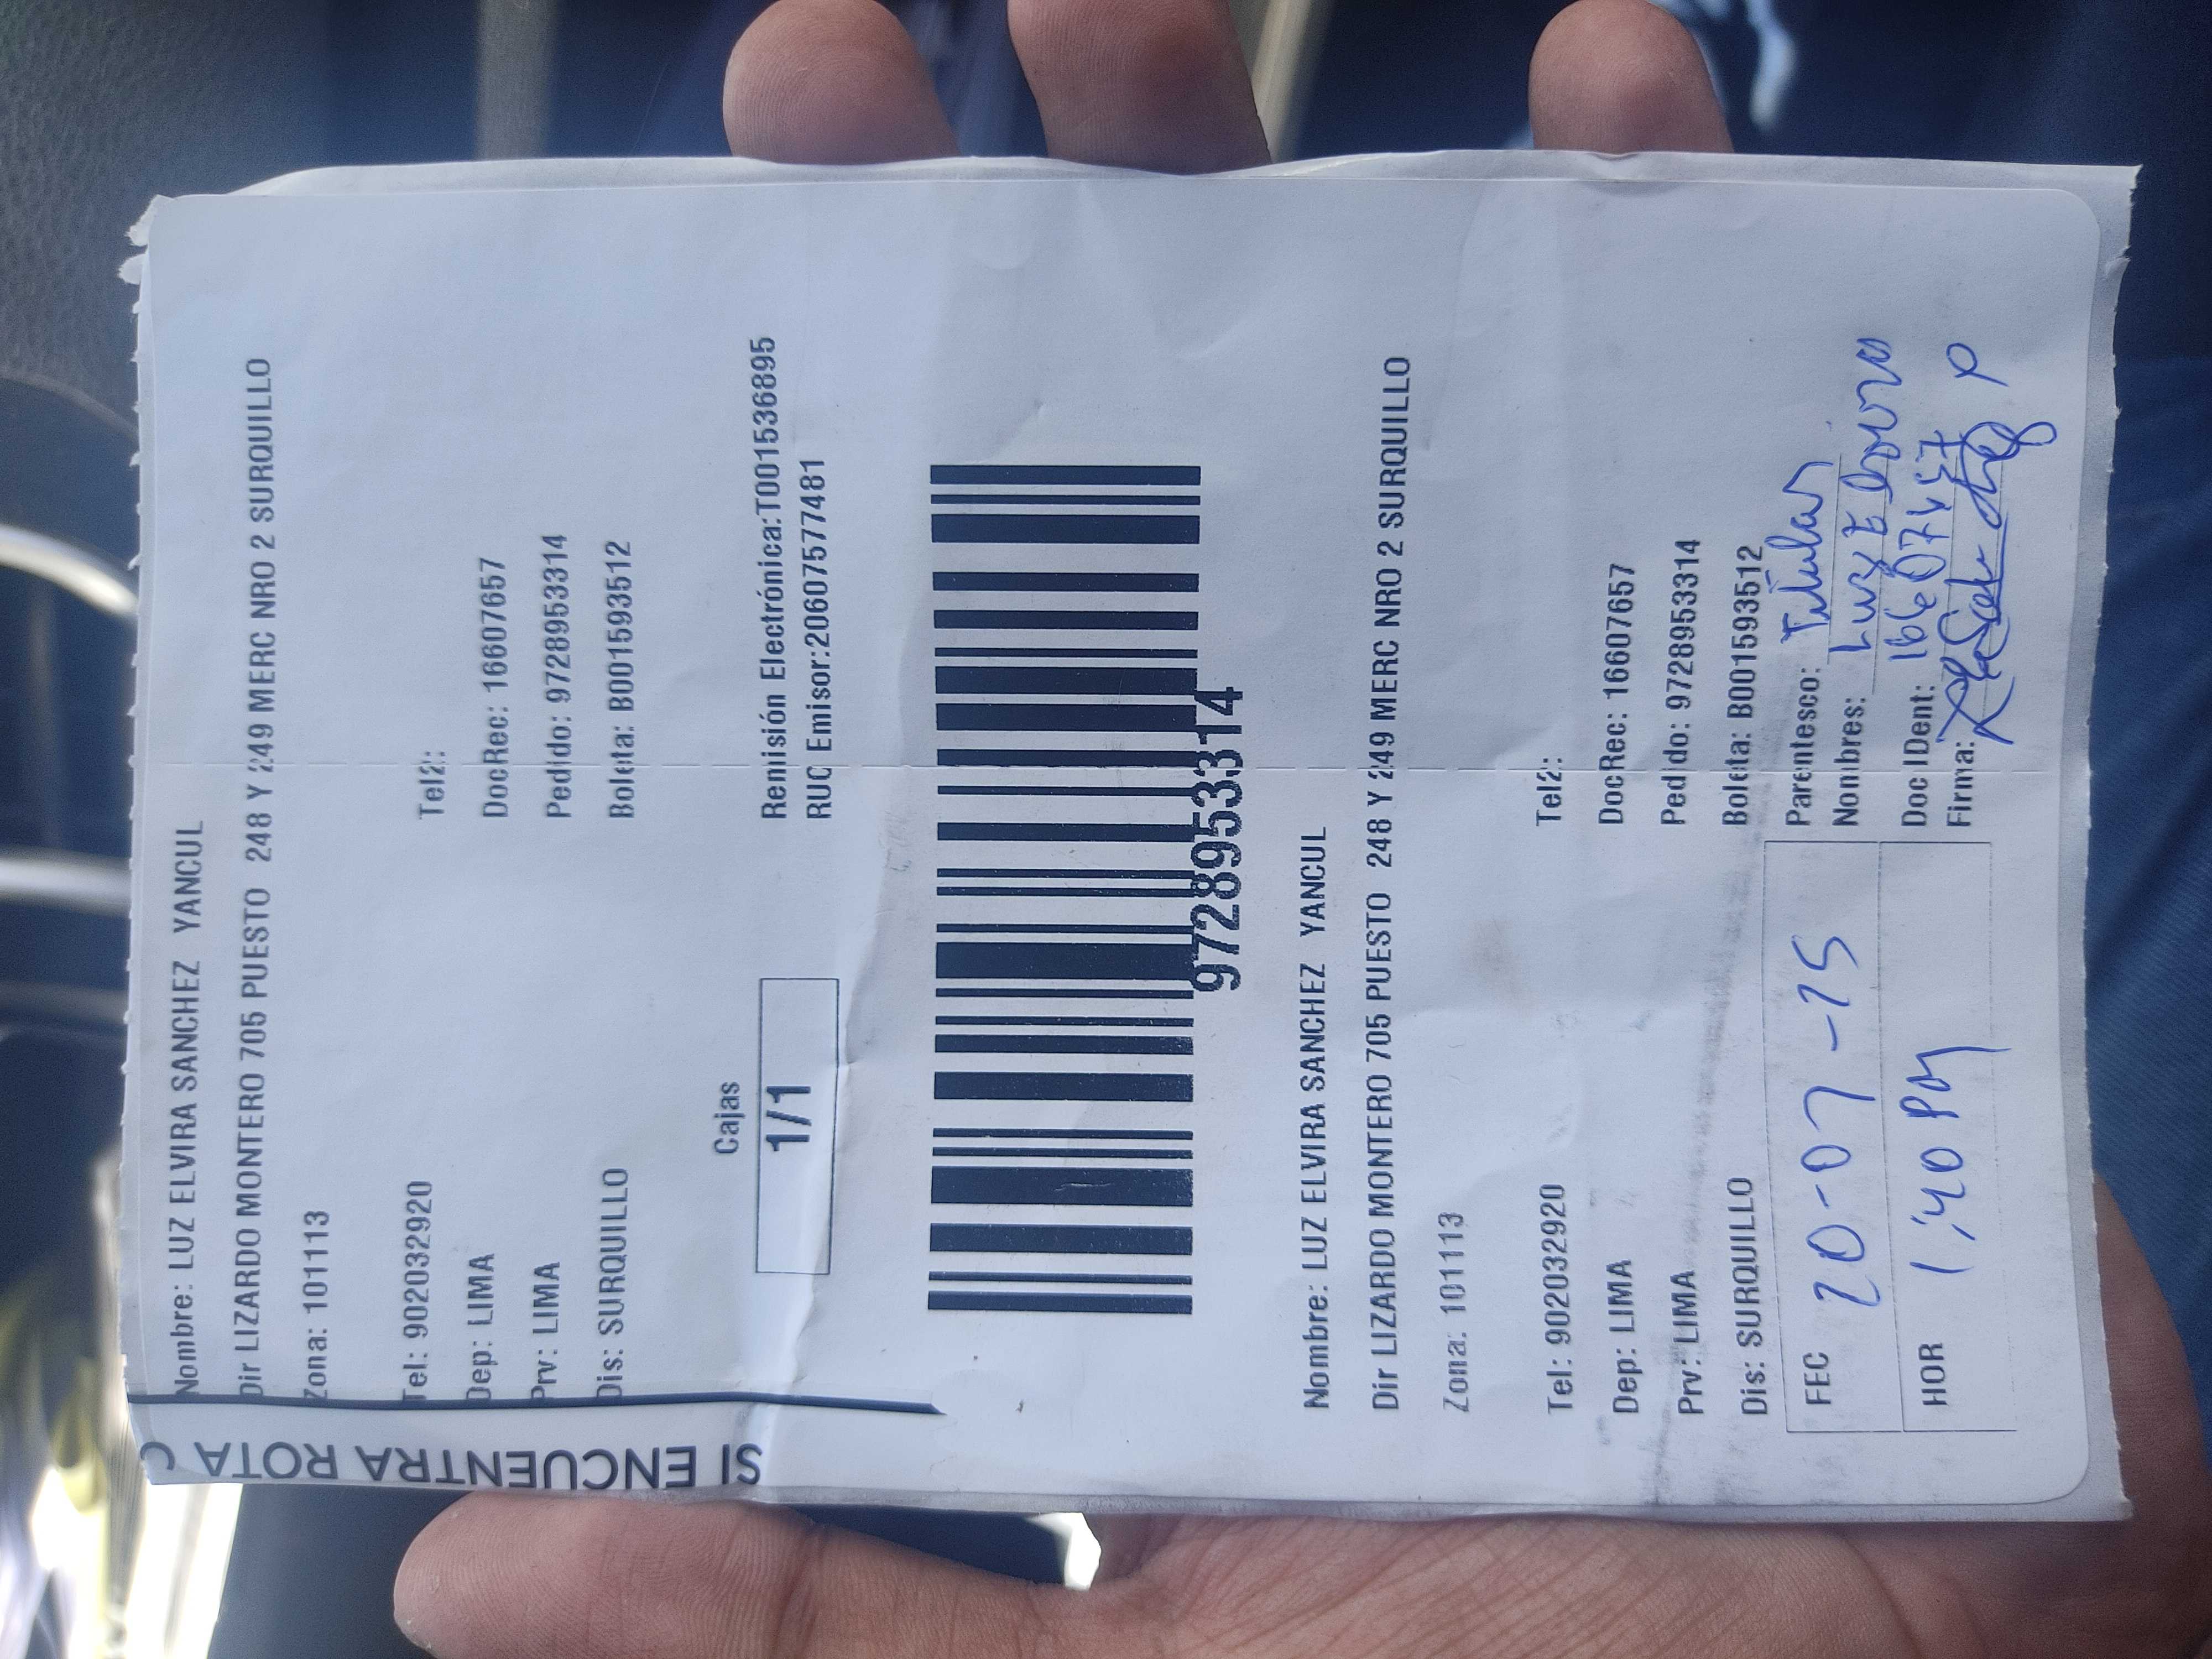 SI ENCUENTRA ROTA C
Nombre: LUZ ELVIRA SANCHEZ YANCUL
Dir LIZARDO MONTERO 705 PUESTO 248 Y 249 MERC NRO 2 SURQUILLO
Zona: 101113
Tel: 902032920 Tel2:
Dep: LIMA DocRec: 16607657
Prv: LIMA Pedido: 9728953314
Dis: SURQUILLO Boleta: B001593512
Cajas
1/1
Remisión Electrónica:T001536895
RUC Emisor:20607577481
9728953314
Nombre: LUZ ELVIRA SANCHEZ YANCUL
Dir LIZARDO MONTERO 705 PUESTO 248 Y 249 MERC NRO 2 SURQUILLO
Zona: 101113
Tel: 902032920 Tel2:
Dep: LIMA DocRec: 16607657
Prv: LIMA Pedido: 9728953314
Dis: SURQUILLO Boleta: B001593512
FEC 20-07-25 Parentesco: Titular
Nombres: Luz E
HOR 1:40 PM Doc IDent:
Firma: